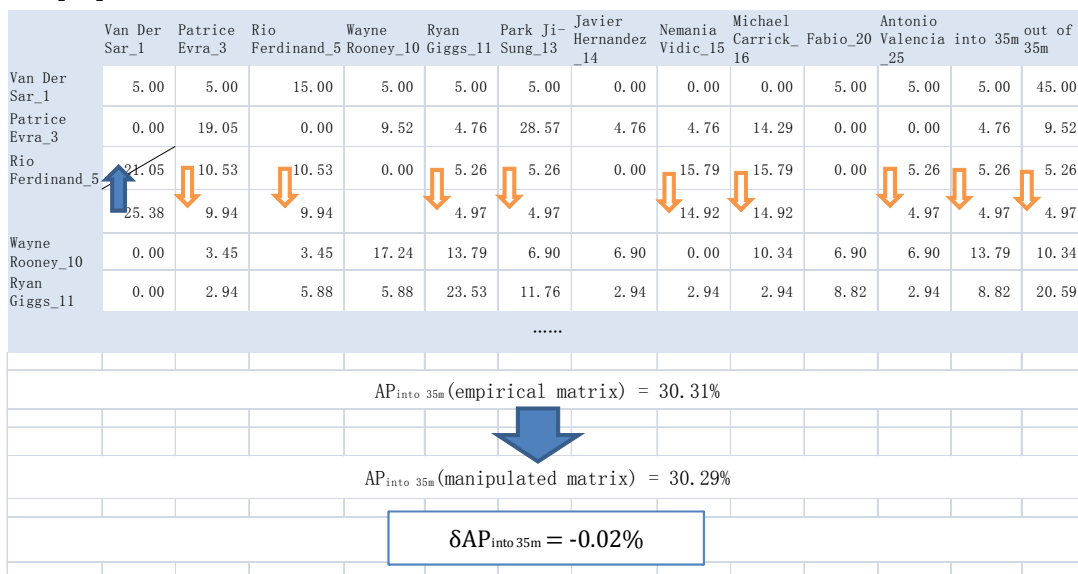 Van Der Sar_1 Patrice Evra_3 Rio Ferdinand_5 Wayne Rooney_10 Ryan Giggs_11 Park Ji-Sung_13 Javier Hernandez_14 Nemania Vidic_15 Michael Carrick_16 Fabio_20 Antonio Valencia_25 into 35m out of 35m
Van Der Sar_1 5.00 5.00 15.00 5.00 5.00 5.00 0.00 0.00 0.00 5.00 5.00 5.00 45.00
Patrice Evra_3 0.00 19.05 0.00 9.52 4.76 28.57 4.76 4.76 14.29 0.00 0.00 4.76 9.52
Rio Ferdinand_5 21.05 10.53 10.53 0.00 5.26 5.26 0.00 15.79 15.79 0.00 5.26 5.26 5.26
25.38 9.94 9.94 4.97 4.97 14.92 14.92 4.97 4.97 4.97
Wayne Rooney_10 0.00 3.45 3.45 17.24 13.79 6.90 6.90 0.00 10.34 6.90 6.90 13.79 10.34
Ryan Giggs_11 0.00 2.94 5.88 5.88 23.53 11.76 2.94 2.94 2.94 8.82 2.94 8.82 20.59
……
AP into 35m (empirical matrix) = 30.31%
AP into 35m (manipulated matrix) = 30.29%
δAP into 35m = -0.02%